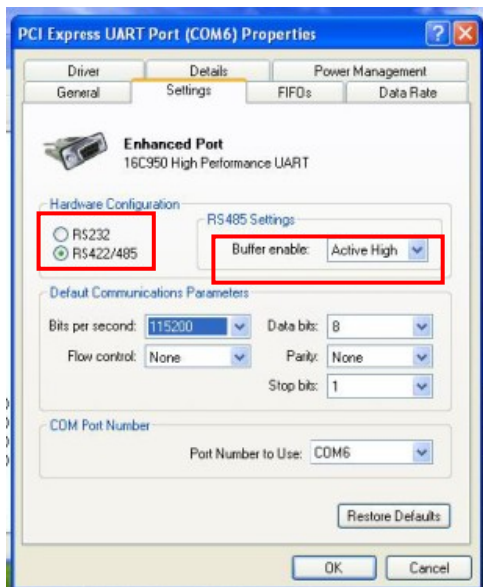 PCI Express UART Port (COM6) Properties
Driver Details Power Management
General Settings FIFOs Data Rate
Enhanced Port
16C950 High Performance UART
Hardware Configuration
RS232
RS422/485
RS485 Settings
Buffer enable: Active High
Default Communications Parameters
Bits per second: 115200 Data bits: 8
Flow control: None Parity: None
Stop bits: 1
COM Port Number
Port Number to Use: COM6
Restore Defaults
OK Cancel